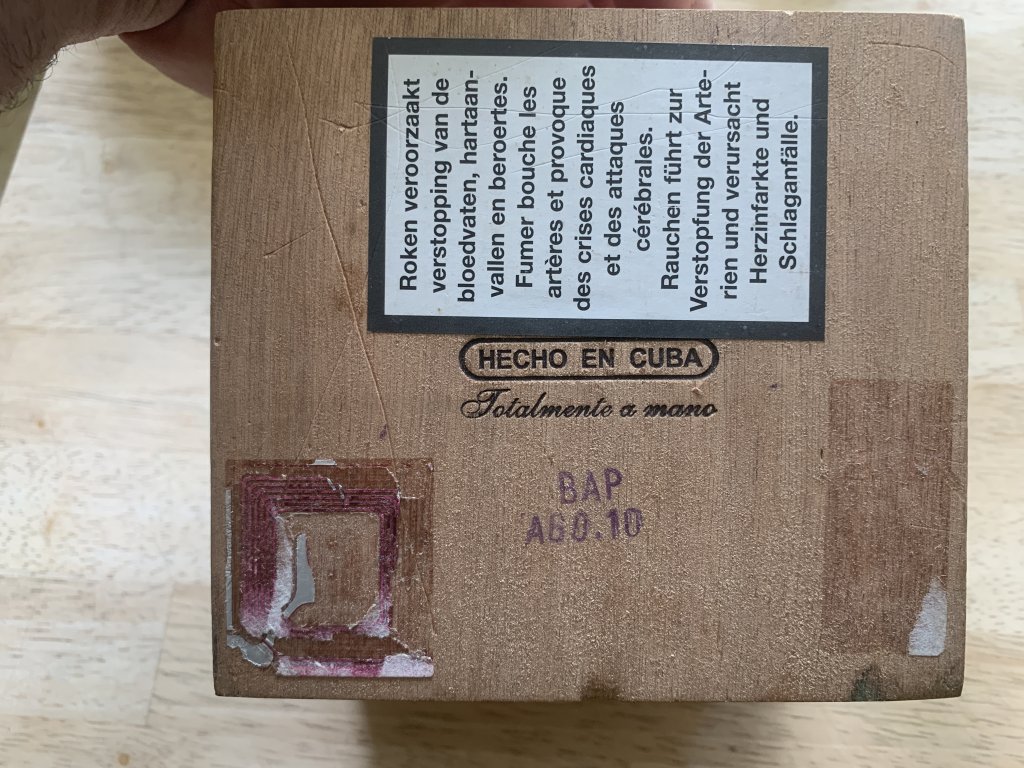 Roken veroorzaakt
verstopping van de
bloedvaten, hartaan-
vallen en beroertes.
Fumer bouche les
artères et provoque
des crises cardiaques
et des attaques
cérébrales.
Rauchen führt zur
Verstopfung der Arte-
rien und verursacht
Herzinfarkte und
Schlaganfälle.
HECHO EN CUBA
Totalmente a mano
BAP
AGO.10